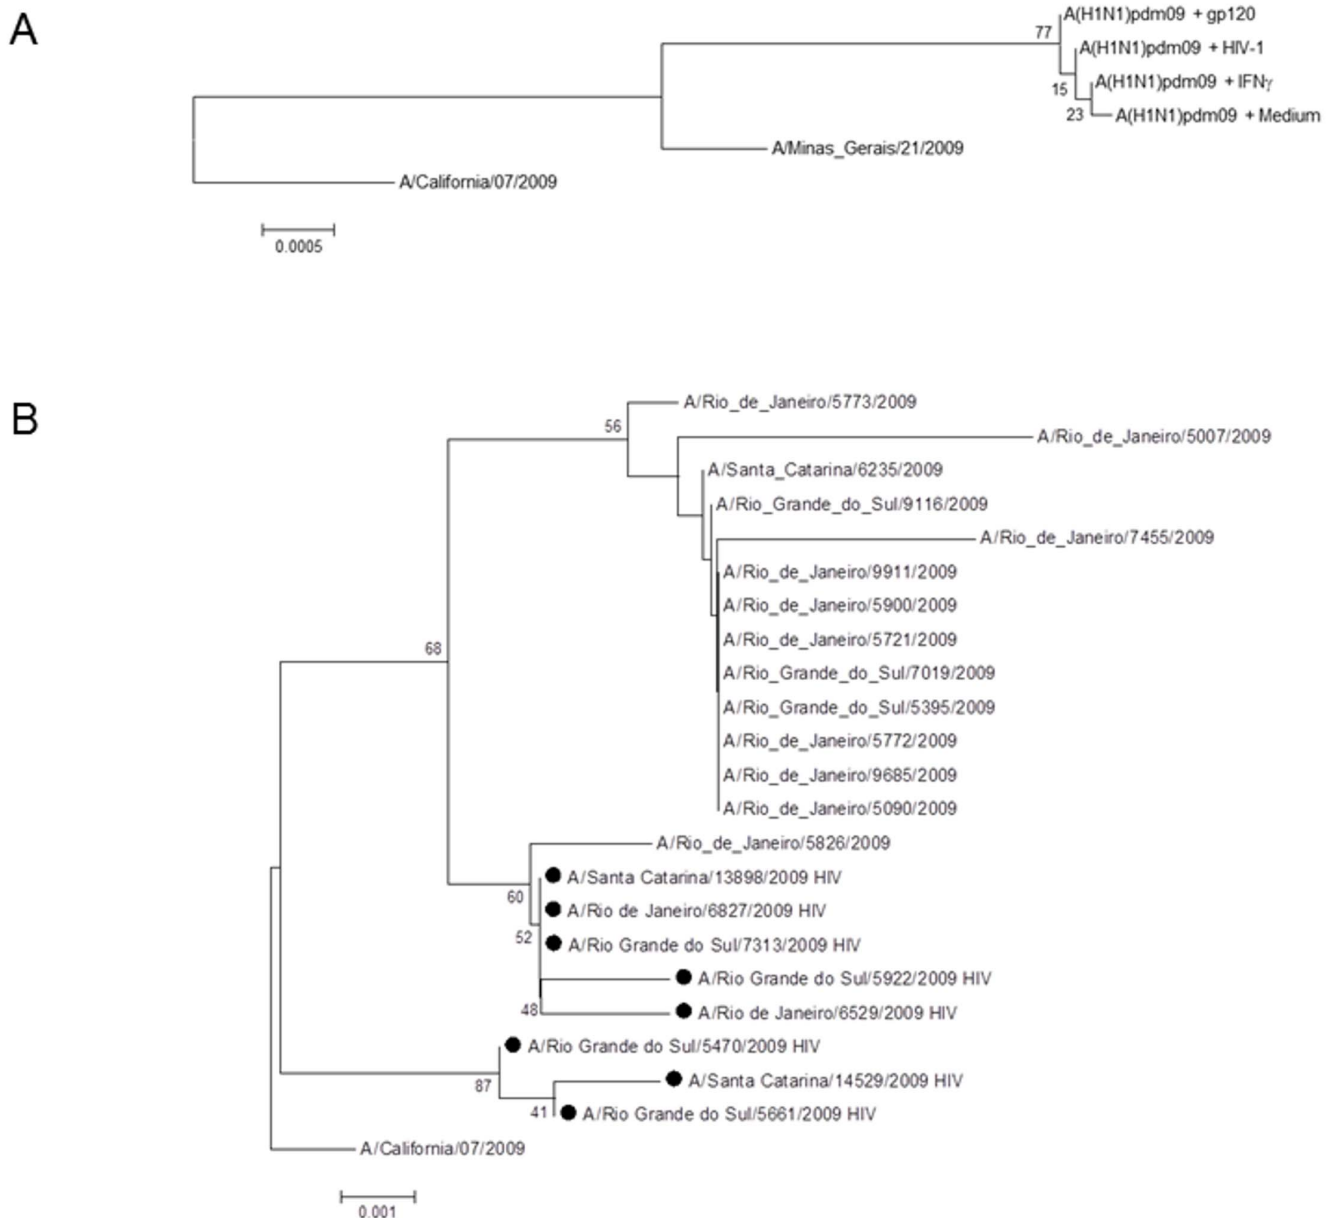 A
77
A(H1N1)pdm09 + gp120
A(H1N1)pdm09 + HIV-1
15
A(H1N1)pdm09 + IFNγ
23
A(H1N1)pdm09 + Medium
A/Minas_Gerais/21/2009
A/California/07/2009
0.0005
B
A/Rio_de_Janeiro/5773/2009
56
A/Rio_de_Janeiro/5007/2009
A/Santa_Catarina/6235/2009
A/Rio_Grande_do_Sul/9116/2009
A/Rio_de_Janeiro/7455/2009
A/Rio_de_Janeiro/9911/2009
A/Rio_de_Janeiro/5900/2009
A/Rio_de_Janeiro/5721/2009
68
A/Rio_Grande_do_Sul/7019/2009
A/Rio_Grande_do_Sul/5395/2009
A/Rio_de_Janeiro/5772/2009
A/Rio_de_Janeiro/9685/2009
A/Rio_de_Janeiro/5090/2009
A/Rio_de_Janeiro/5826/2009
A/Santa Catarina/13898/2009 HIV
60
A/Rio de Janeiro/6827/2009 HIV
52
A/Rio Grande do Sul/7313/2009 HIV
A/Rio Grande do Sul/5922/2009 HIV
48
A/Rio de Janeiro/6529/2009 HIV
A/Rio Grande do Sul/5470/2009 HIV
87
A/Santa Catarina/14529/2009 HIV
41
A/Rio Grande do Sul/5661/2009 HIV
A/California/07/2009
0.001